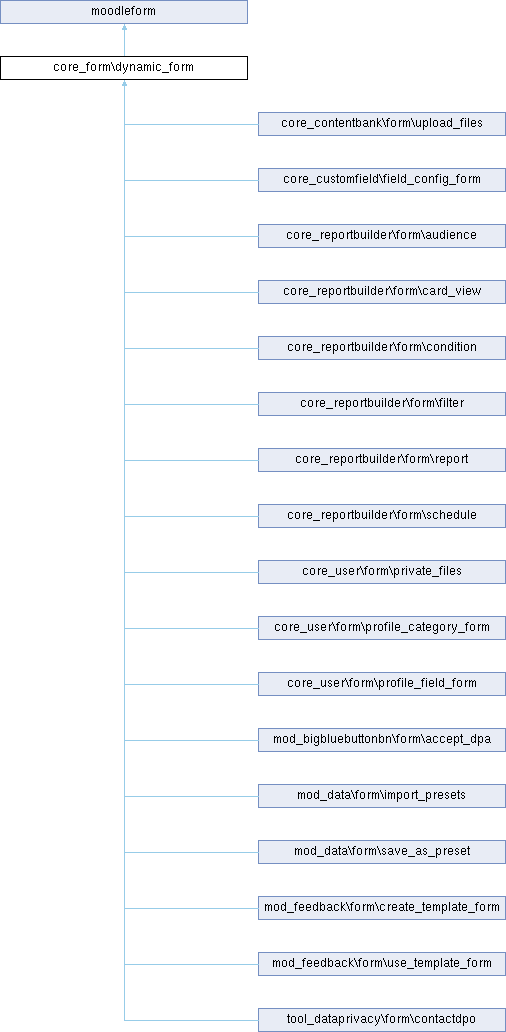 moodleform
core_form\dynamic_form
core_contentbank\form\upload_files
core_customfield\field_config_form
core_reportbuilder\form\audience
core_reportbuilder\form\card_view
core_reportbuilder\form\condition
core_reportbuilder\form\filter
core_reportbuilder\form\report
core_reportbuilder\form\schedule
core_user\form\private_files
core_user\form\profile_category_form
core_user\form\profile_field_form
mod_bigbluebuttonbn\form\accept_dpa
mod_data\form\import_presets
mod_data\form\save_as_preset
mod_feedback\form\create_template_form
mod_feedback\form\use_template_form
tool_dataprivacy\form\contactdpo